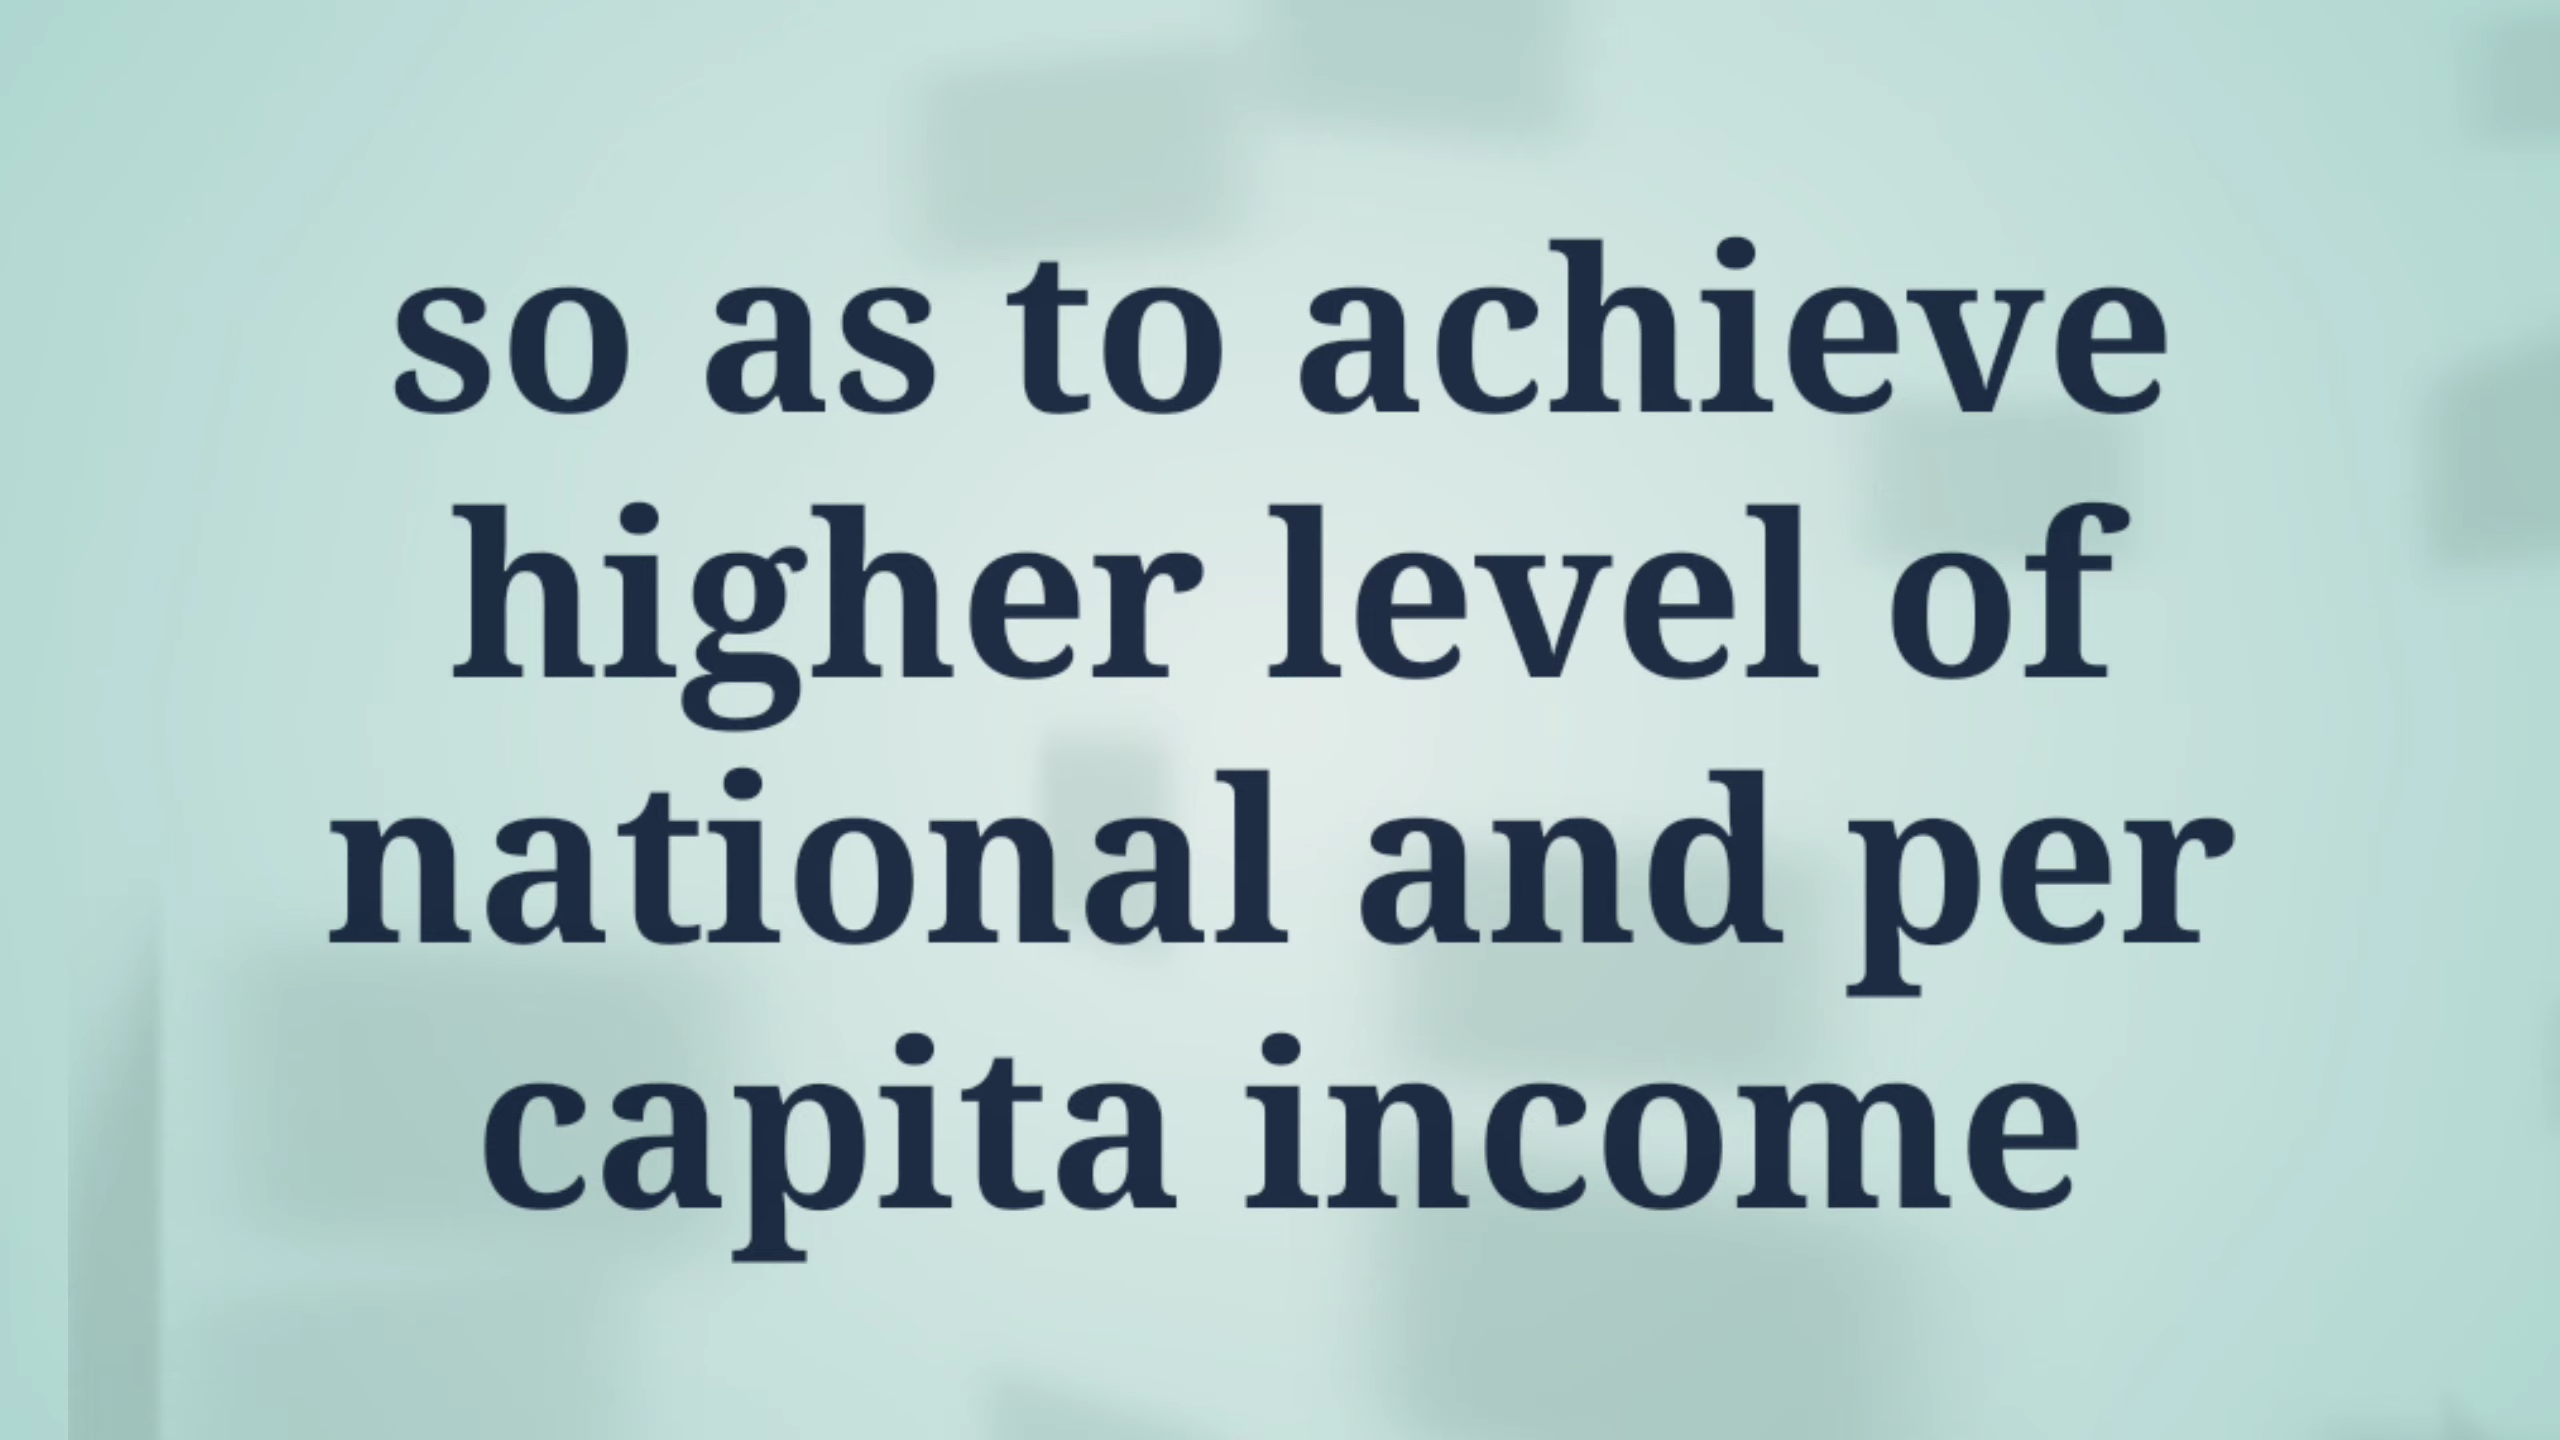 so as to achieve
higher level of
national and per
capita income